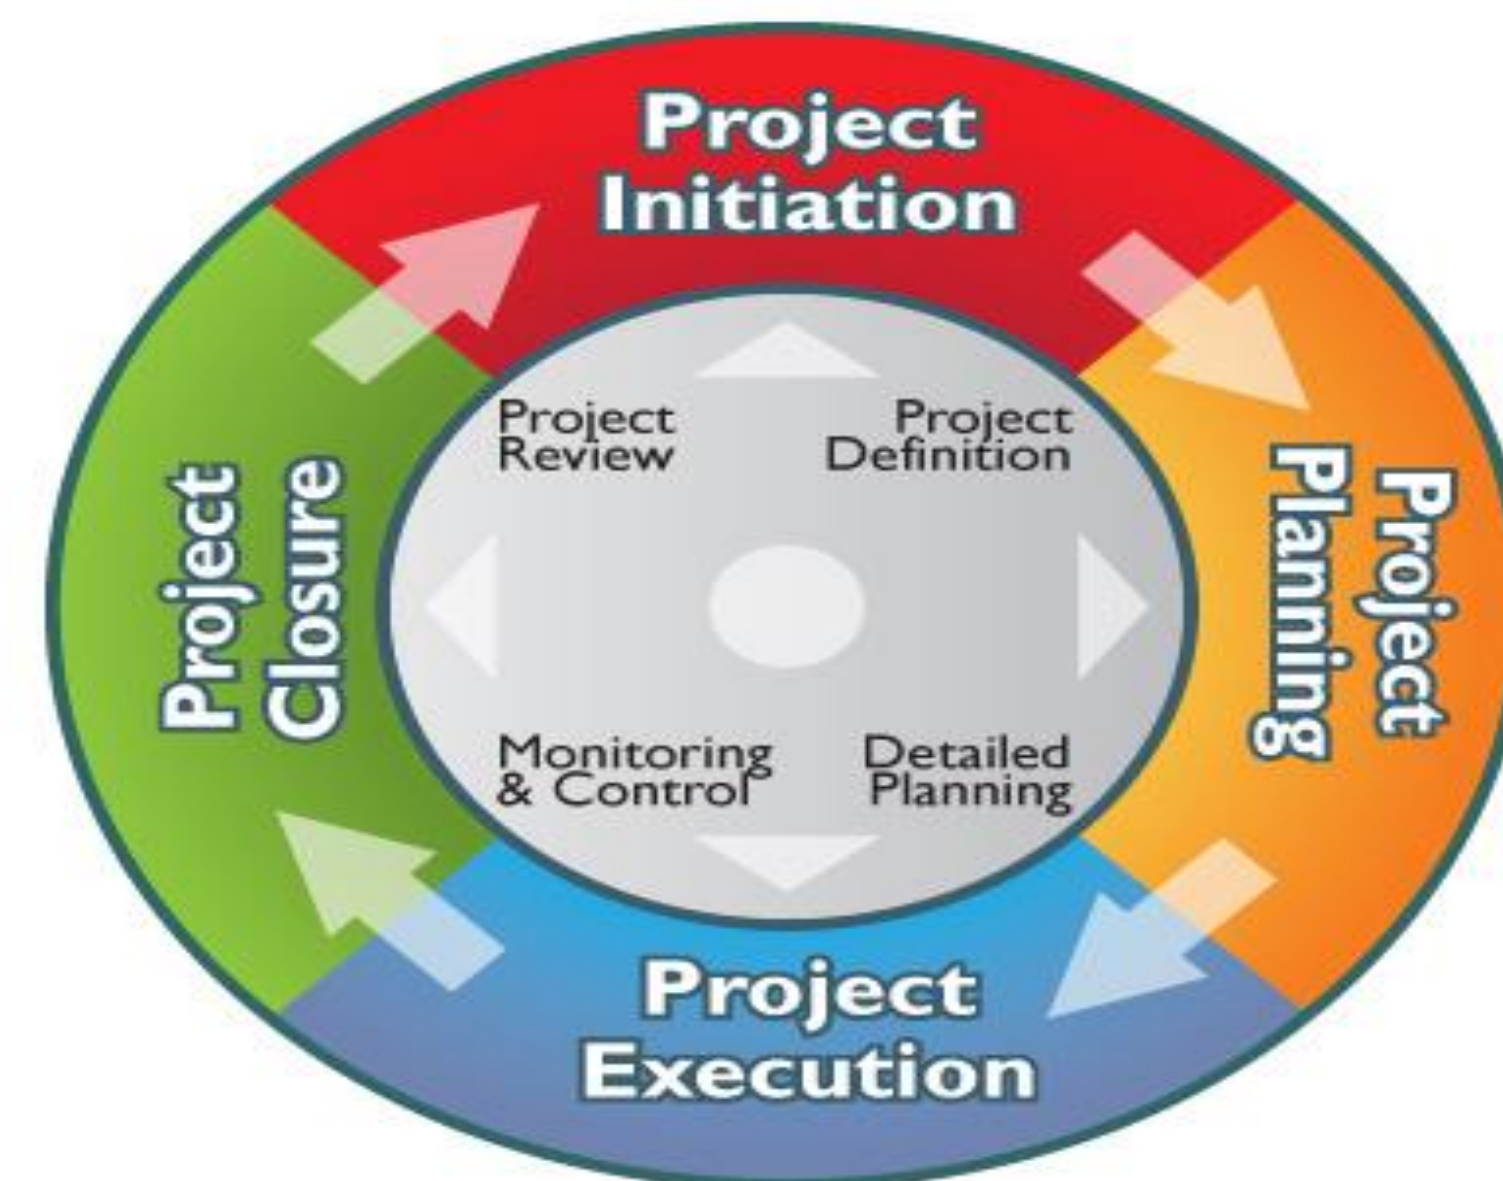 Project
Initiation
Project
Planning
Project
Execution
Project
Closure
Project
Review
Project
Definition
Monitoring
& Control
Detailed
Planning